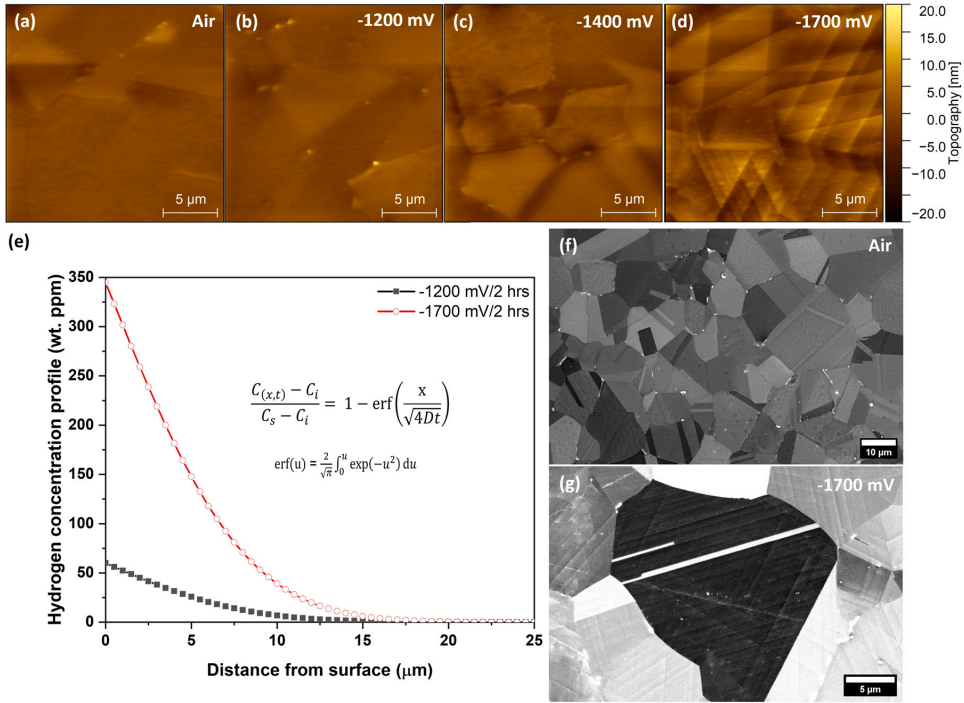 (a) Air
(b) -1200 mV
(c) -1400 mV
(d) -1700 mV
20.0
15.0
10.0
5.0
0.0
-5.0
-10.0
-15.0
-20.0
Topography [nm]
5 µm
5 µm
5 µm
5 µm
(e)
Hydrogen concentration profile (wt. ppm)
350
300
250
200
150
100
50
0
-1200 mV/2 hrs
-1700 mV/2 hrs
C(x,t) − Ci / Cs − Ci = 1 − erf(x / √4Dt)
erf(u) = 2/√π ∫₀ᵘ exp(−u²) du
0 5 10 15 20 25
Distance from surface (µm)
(f) Air
10 µm
(g) -1700 mV
5 µm